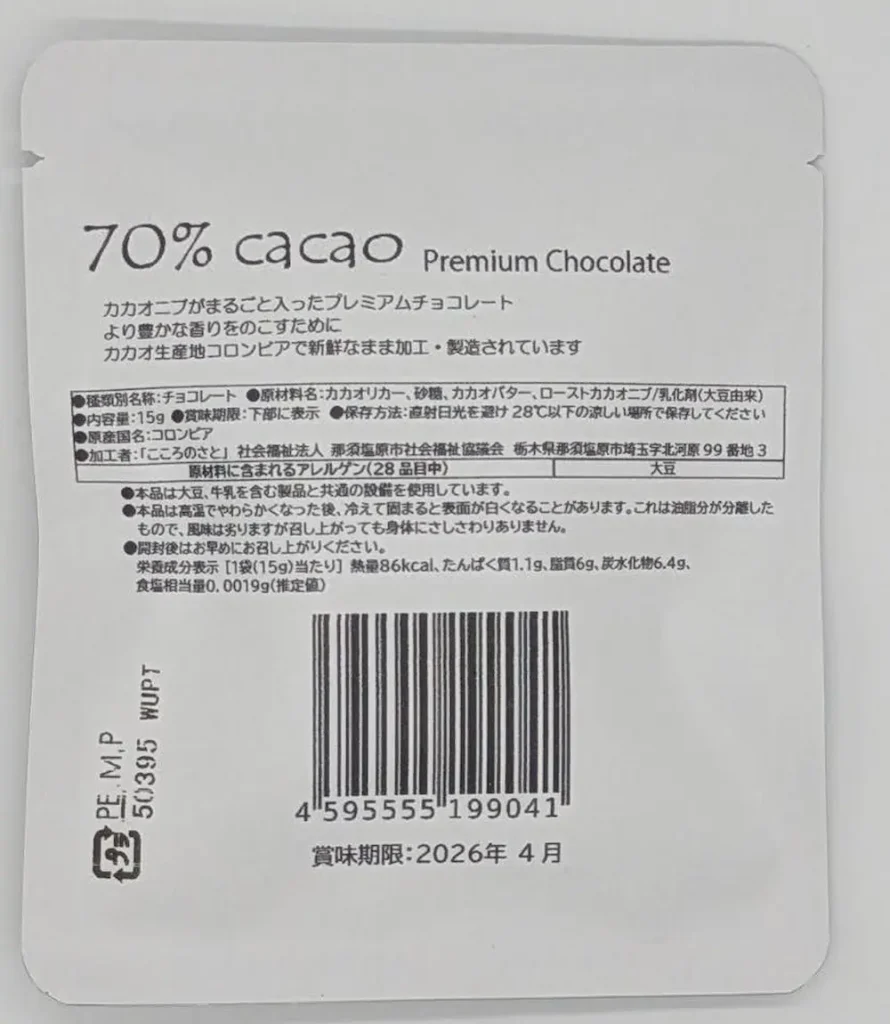 70% cacao Premium Chocolate
カカオニブがまるごと入ったプレミアムチョコレート
より豊かな香りをのこすために
カカオ生産地コロンビアで新鮮なまま加工・製造されています
●種類別名称:チョコレート ●原材料名:カカオリカー、砂糖、カカオバター、ローストカカオニブ/乳化剤(大豆由来)
●内容量:15g ●賞味期限:下部に表示 ●保存方法:直射日光を避け 28℃以下の涼しい場所で保存してください
●原産国名:コロンビア
●加工者:「こころのさと」 社会福祉法人 那須塩原市社会福祉協議会 栃木県那須塩原市埼玉字北河原 99 番地 3
原材料に含まれるアレルゲン(28 品目中) 大豆
●本品は大豆、牛乳を含む製品と共通の設備を使用しています。
●本品は高温でやわらかくなった後、冷えて固まると表面が白くなることがあります。これは油脂分が分離した
もので、風味は劣りますが召し上がっても身体にさしさわりありません。
●開封後はお早めにお召し上がりください。
栄養成分表示 [1袋(15g)当たり] 熱量86kcal、たんぱく質1.1g、脂質6g、炭水化物6.4g、
食塩相当量0.0019g(推定値)
プラ
PE,M,P
50395 WUPT
4 595555 199041
賞味期限:2026年 4 月